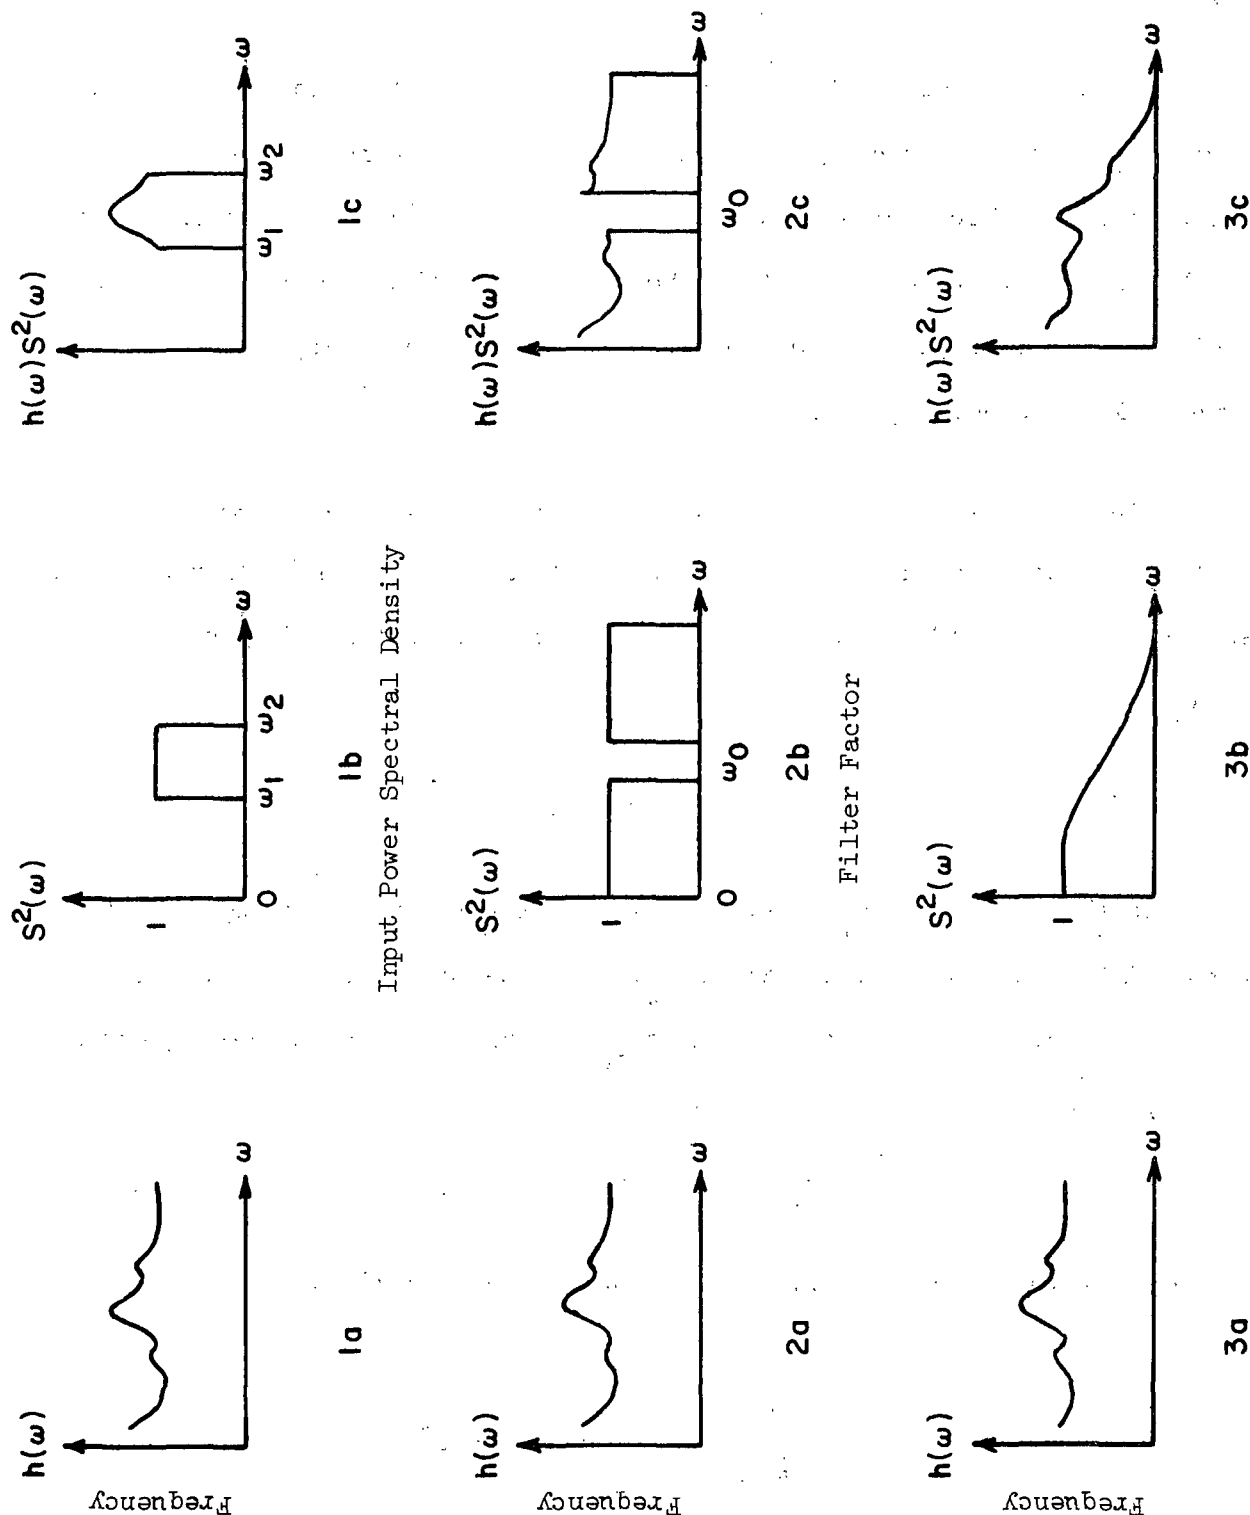 h(ω)
S²(ω)
h(ω)S²(ω)
Frequency
1
ω
0
ω₁
ω₂
ω
ω₁
ω₂
ω
1a
1b
1c
Input Power Spectral Density
h(ω)
S²(ω)
h(ω)S²(ω)
Frequency
1
ω
0
ω₀
ω
ω₀
ω
2a
2b
2c
Filter Factor
h(ω)
S²(ω)
h(ω)S²(ω)
Frequency
1
ω
ω
ω
3a
3b
3c